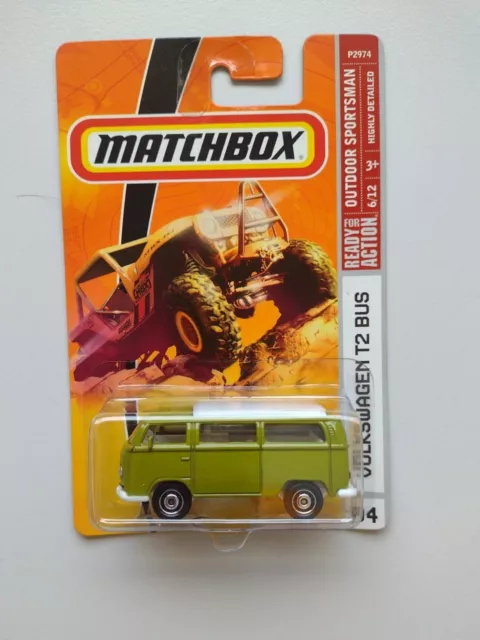 P2974
MATCHBOX
®
OUTDOOR SPORTSMAN
HIGHLY DETAILED
6/12
3+
READY FOR
ACTION
VOLKSWAGEN T2 BUS